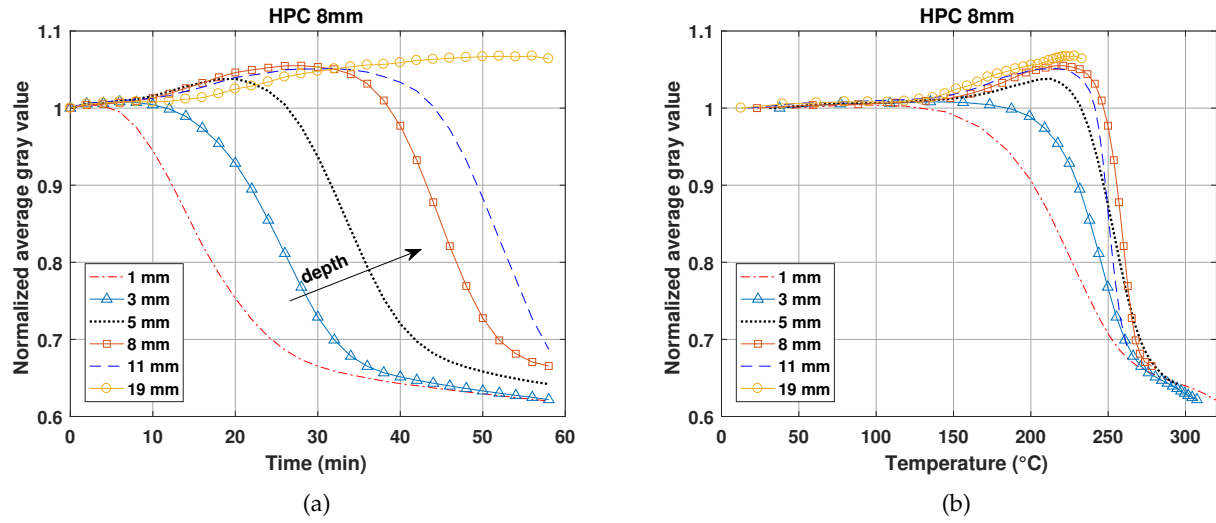 HPC 8mm
Normalized average gray value
1.1
1
0.9
0.8
0.7
0.6
depth
1 mm
3 mm
5 mm
8 mm
11 mm
19 mm
0 10 20 30 40 50 60
Time (min)
(a)
HPC 8mm
Normalized average gray value
1.1
1
0.9
0.8
0.7
0.6
1 mm
3 mm
5 mm
8 mm
11 mm
19 mm
0 50 100 150 200 250 300
Temperature (°C)
(b)